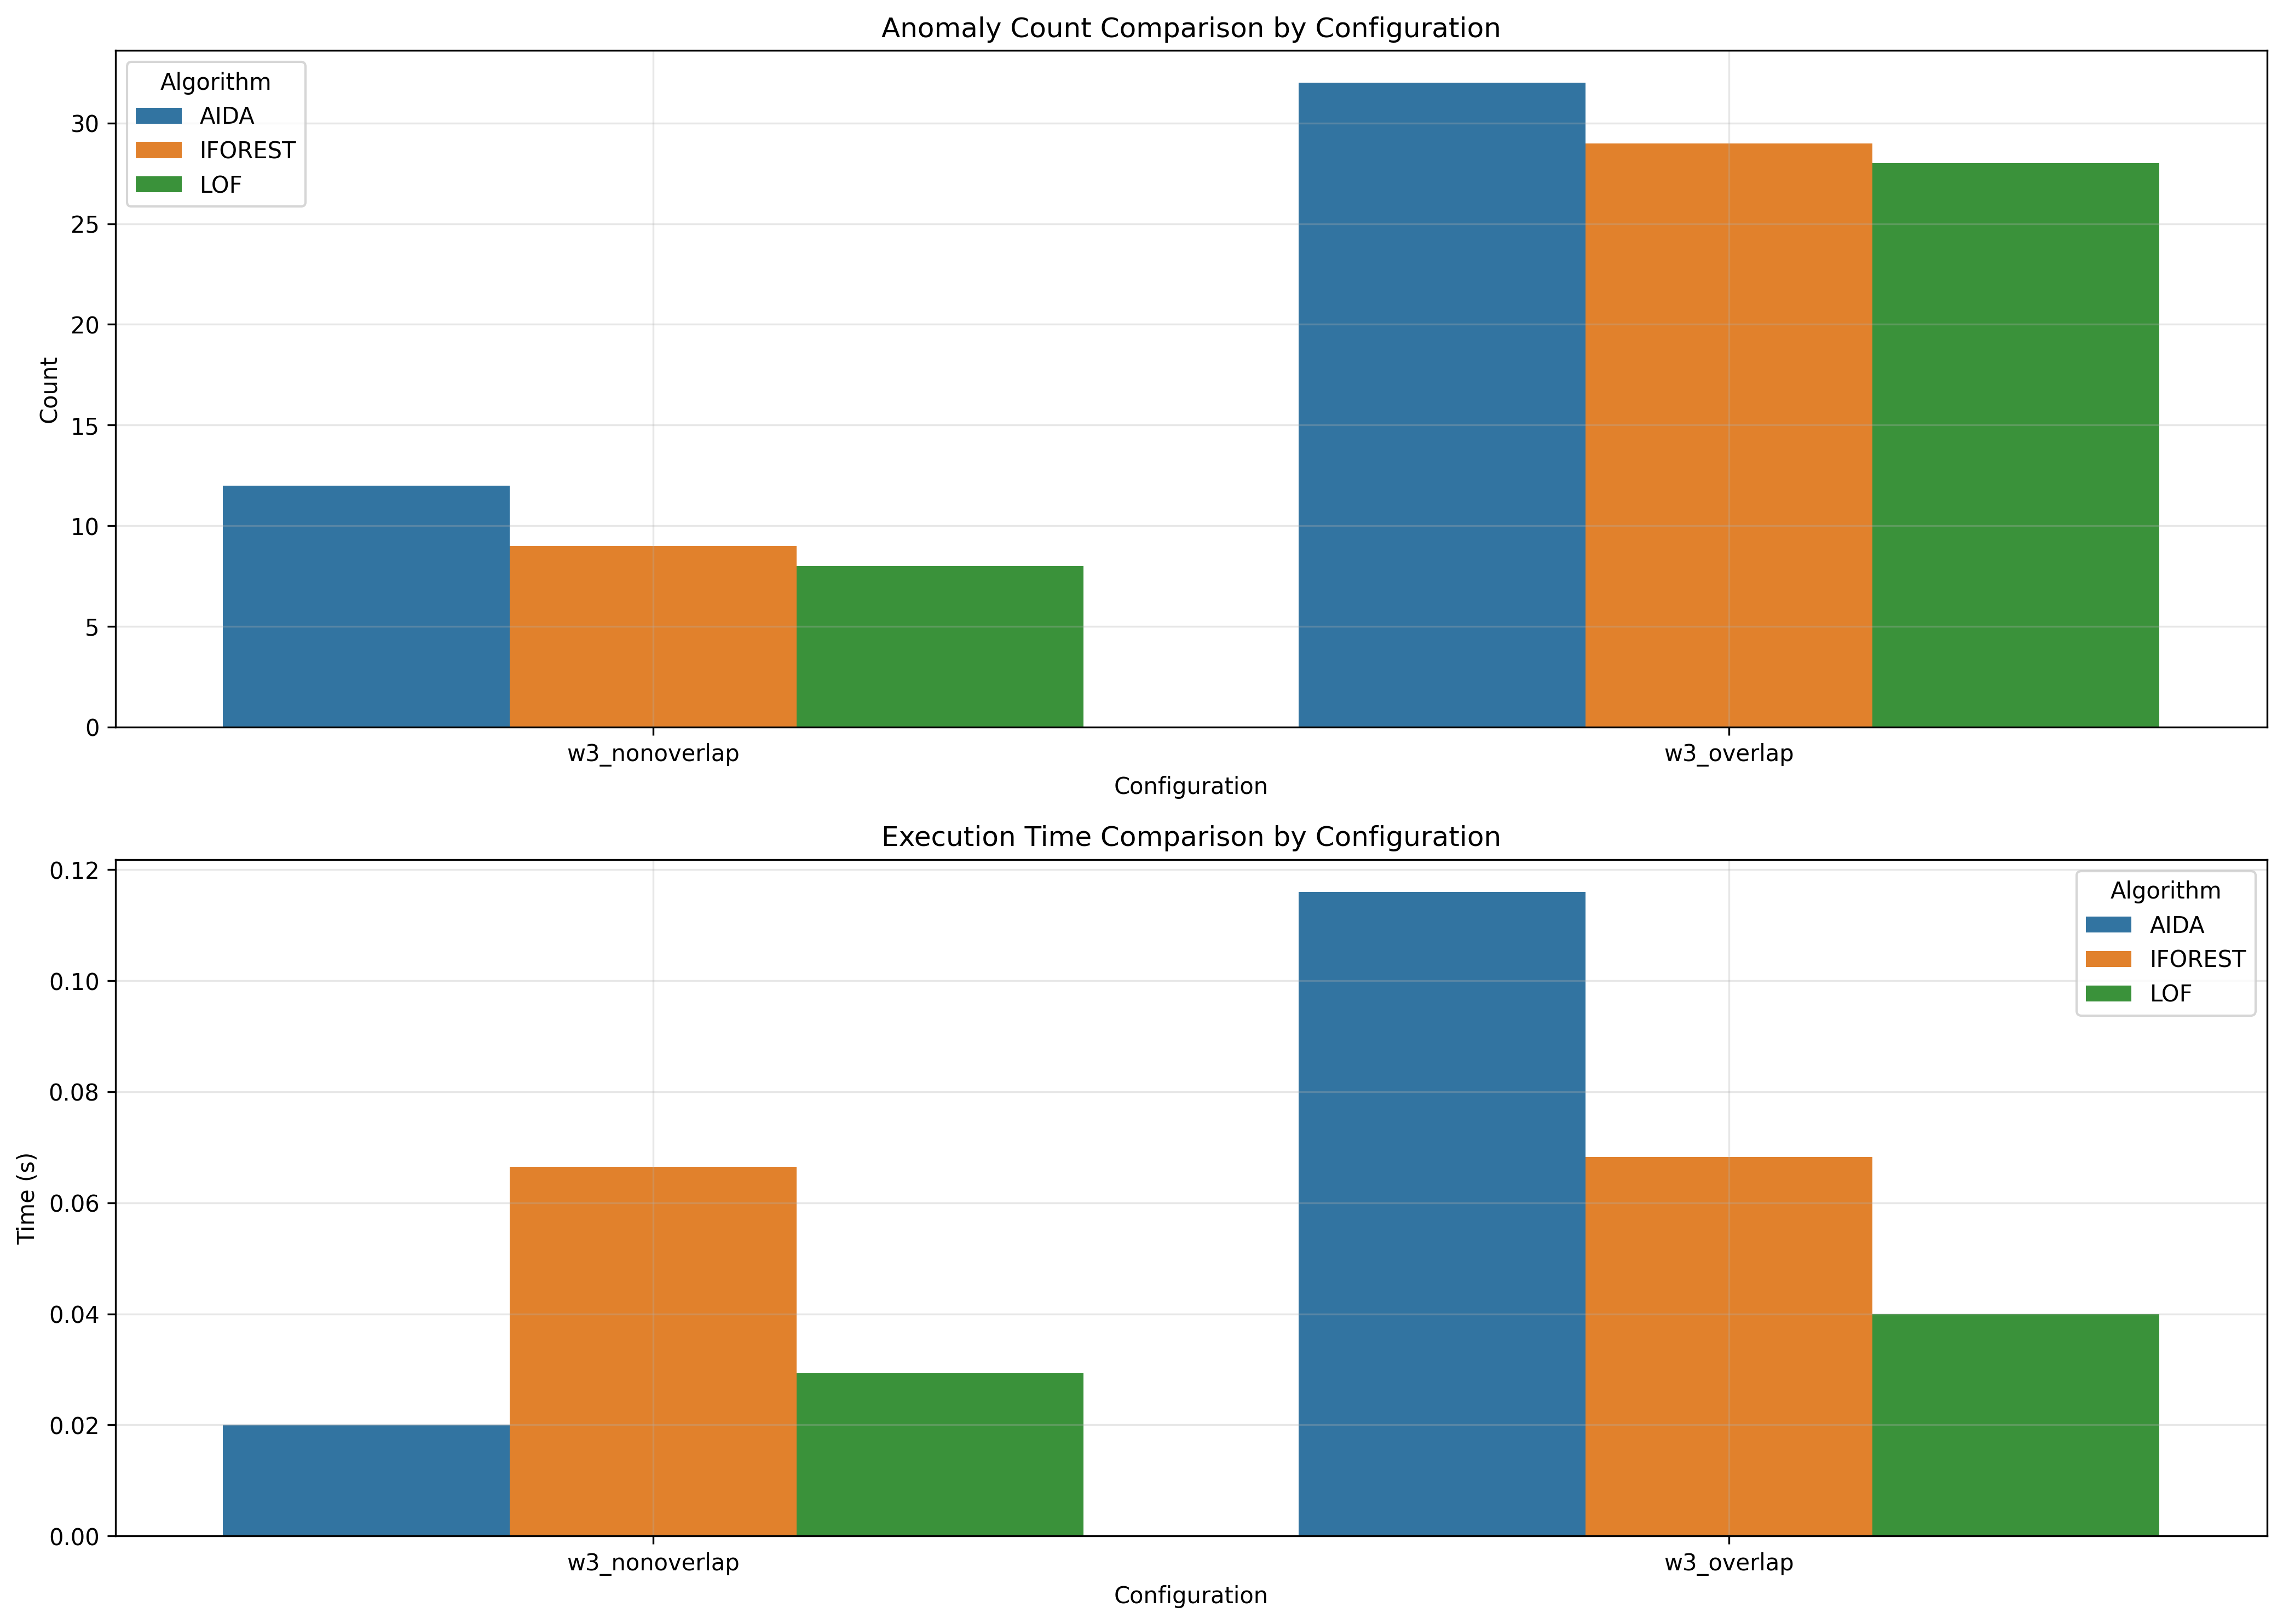 Anomaly Count Comparison by Configuration
Algorithm
AIDA
IFOREST
LOF
30
25
20
15
10
5
0
Count
w3_nonoverlap
w3_overlap
Configuration
Execution Time Comparison by Configuration
Algorithm
AIDA
IFOREST
LOF
0.12
0.10
0.08
0.06
0.04
0.02
0.00
Time (s)
w3_nonoverlap
w3_overlap
Configuration